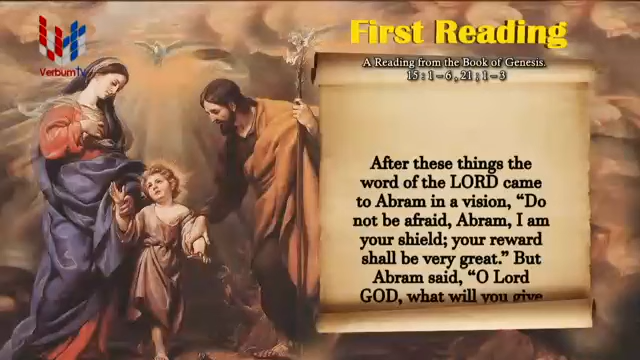 VerbumTV
First Reading
A Reading from the Book of Genesis.
15 : 1 – 6 , 21 ; 1 – 3
After these things the
word of the LORD came
to Abram in a vision, “Do
not be afraid, Abram, I am
your shield; your reward
shall be very great.” But
Abram said, “O Lord
GOD, what will you give